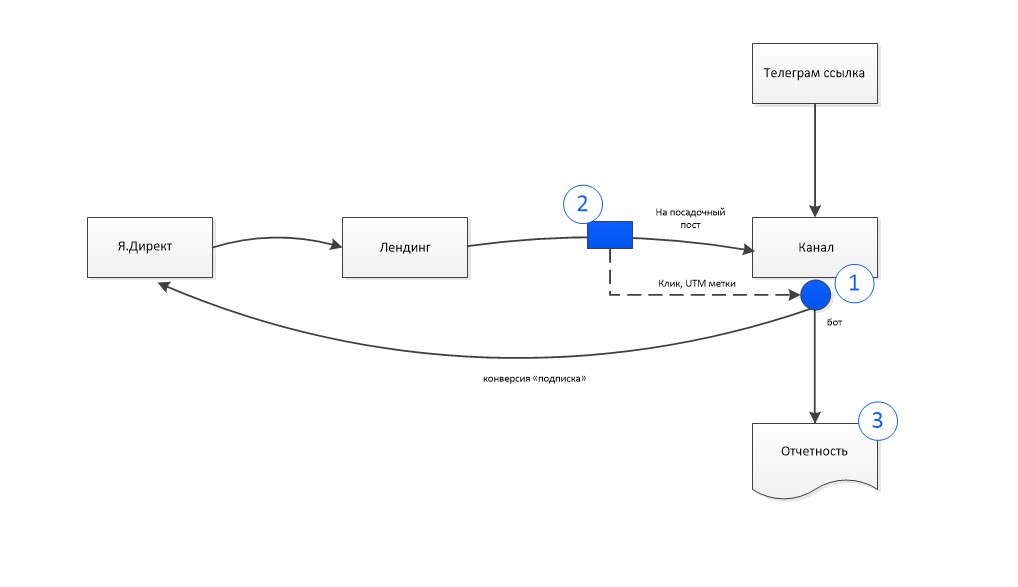 Телеграм ссылка
2
На посадочный
пост
Я.Директ
Лендинг
Канал
1
Клик, UTM метки
бот
конверсия «подписка»
3
Отчетность